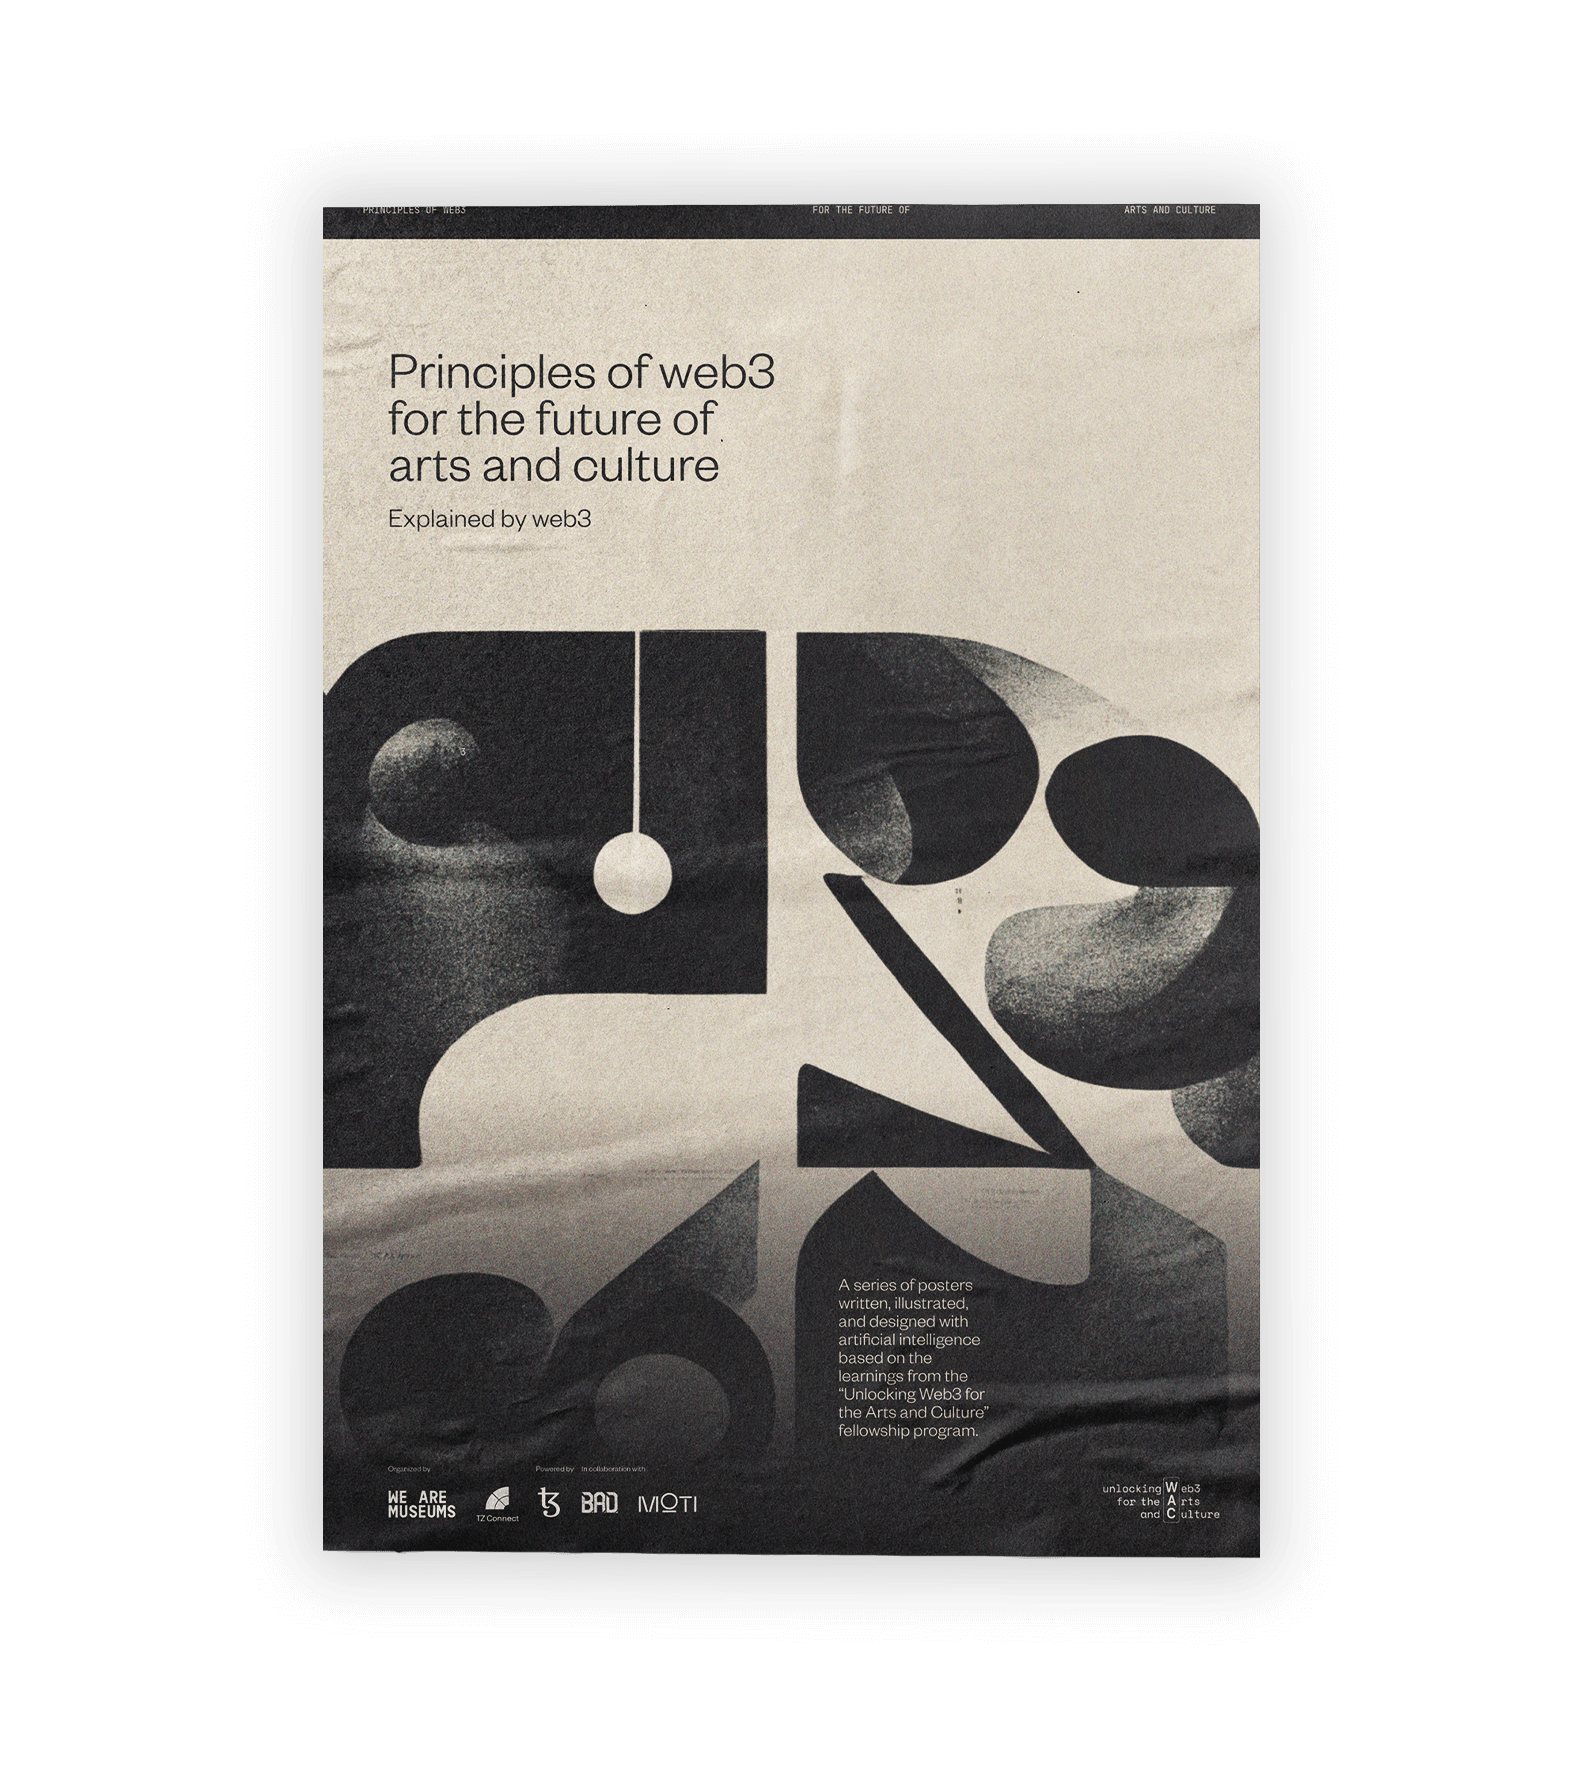 PRINCIPLES OF WEB3
FOR THE FUTURE OF
ARTS AND CULTURE
Principles of web3
for the future of
arts and culture
Explained by web3
3
A series of posters
written, illustrated,
and designed with
artificial intelligence
based on the
learnings from the
“Unlocking Web3 for
the Arts and Culture”
fellowship program.
Organized by
WE ARE
MUSEUMS
TZ Connect
Powered by
In collaboration with
BAD
MOTI
unlocking Web3
for the Arts
and Culture